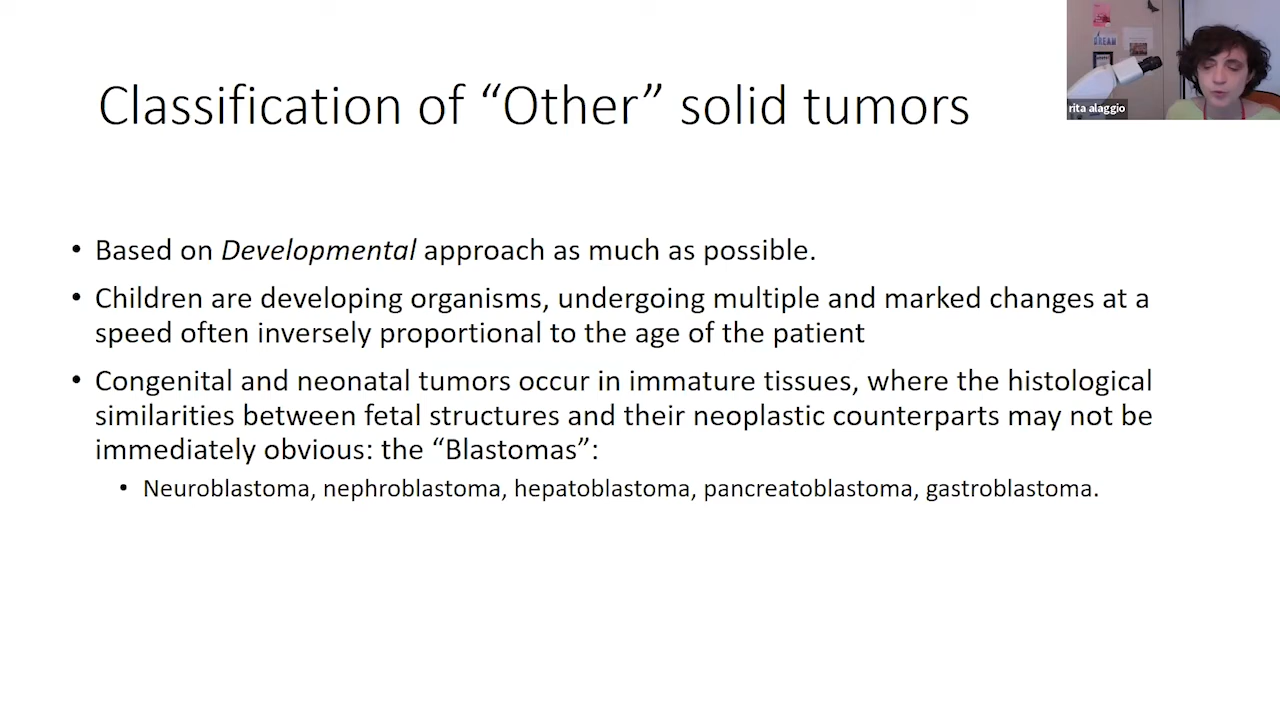 Classification of “Other” solid tumors
DREAM
rita alaggio
• Based on Developmental approach as much as possible.
• Children are developing organisms, undergoing multiple and marked changes at a
speed often inversely proportional to the age of the patient
• Congenital and neonatal tumors occur in immature tissues, where the histological
similarities between fetal structures and their neoplastic counterparts may not be
immediately obvious: the “Blastomas”:
• Neuroblastoma, nephroblastoma, hepatoblastoma, pancreatoblastoma, gastroblastoma.